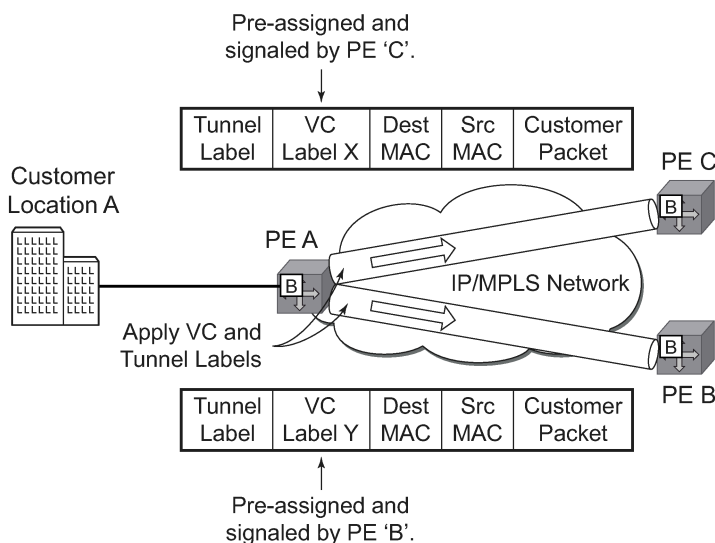 Pre-assigned and
signaled by PE ‘C’.
Tunnel Label
VC Label X
Dest MAC
Src MAC
Customer Packet
PE C
Customer
Location A
PE A
B
B
IP/MPLS Network
B
Apply VC and
Tunnel Labels
PE B
Tunnel Label
VC Label Y
Dest MAC
Src MAC
Customer Packet
Pre-assigned and
signaled by PE ‘B’.